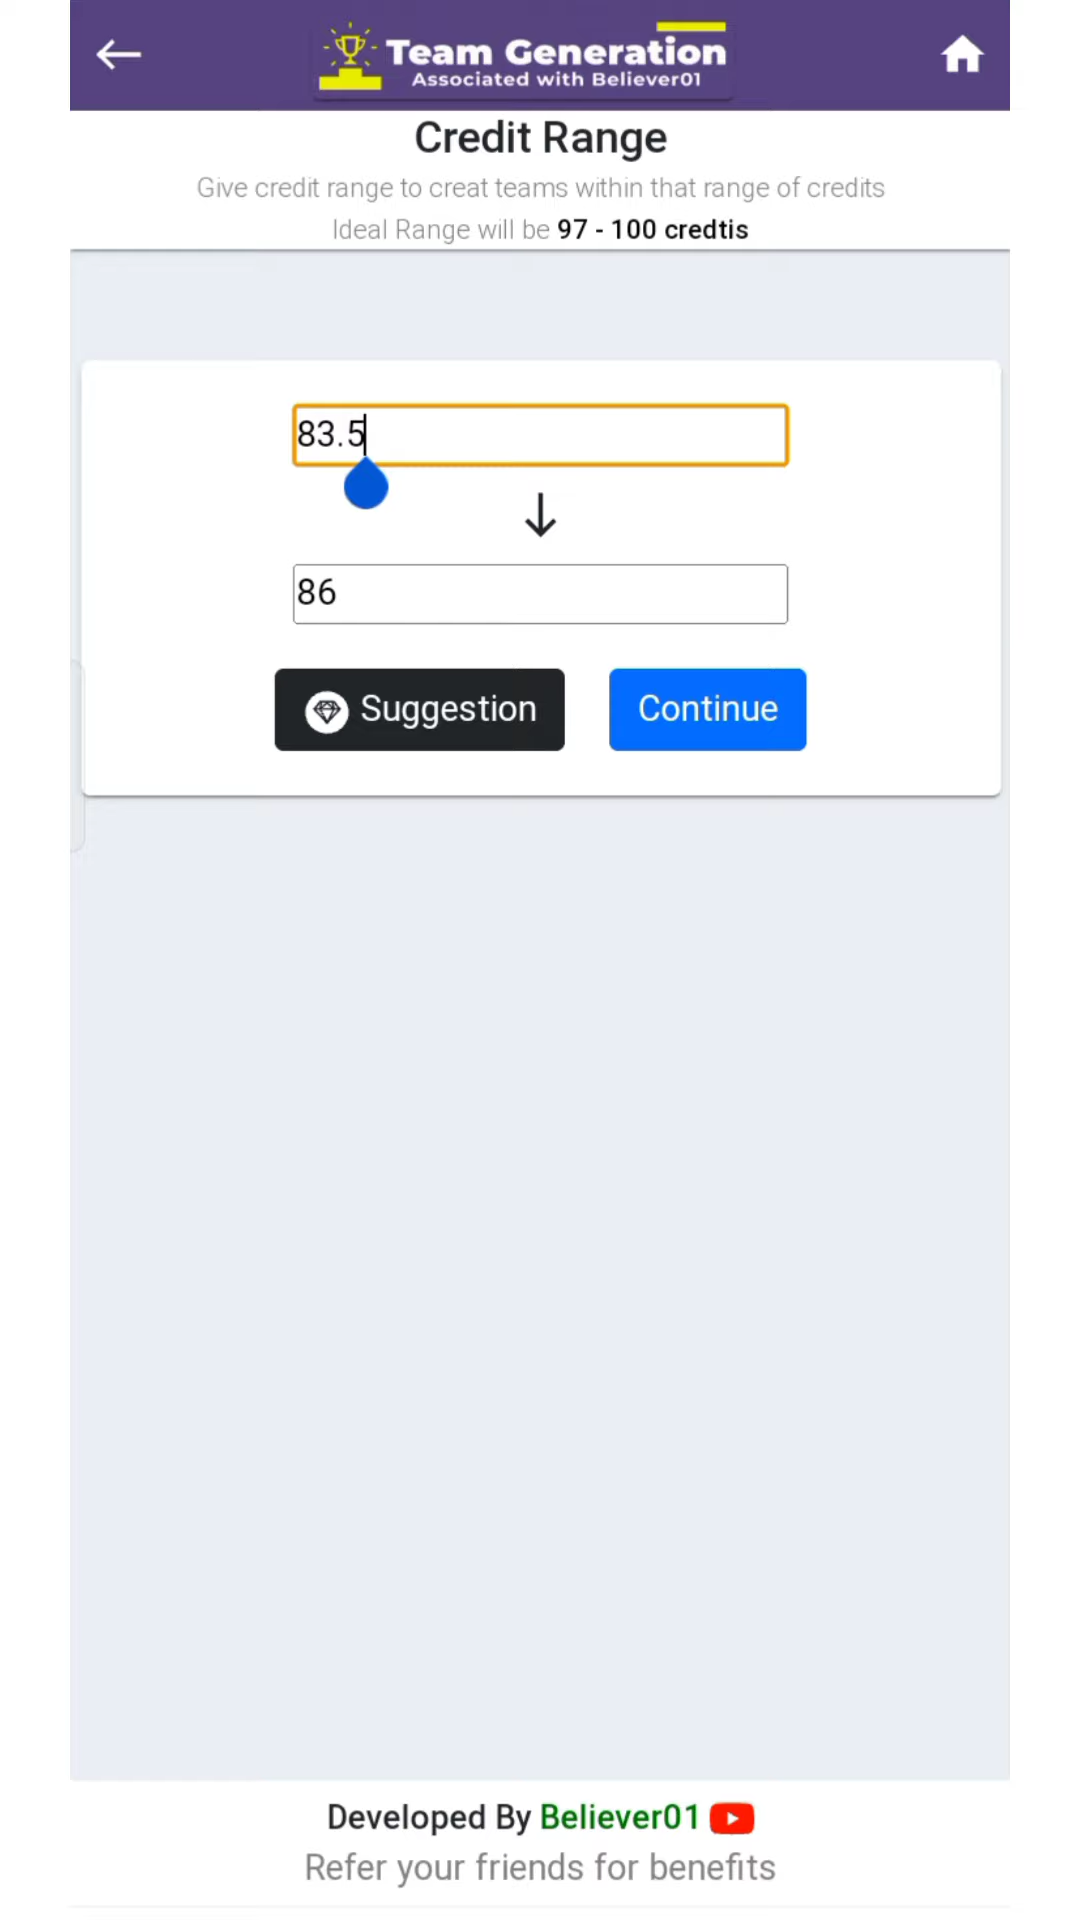 Team Generation
Associated with Believer01
Credit Range
Give credit range to creat teams within that range of credits
Ideal Range will be 97 - 100 credtis
83.5
86
Suggestion
Continue
Developed By Believer01
Refer your friends for benefits